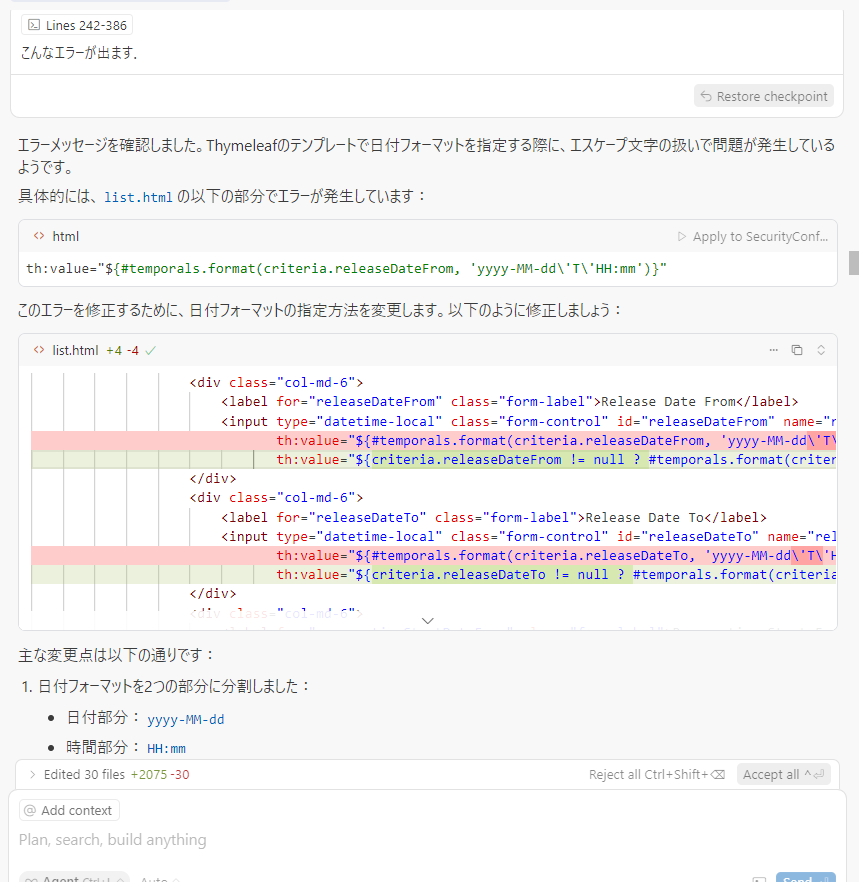 Lines 242-386
こんなエラーが出ます.
Restore checkpoint
エラーメッセージを確認しました。Thymeleafのテンプレートで日付フォーマットを指定する際に、エスケープ文字の扱いで問題が発生している
ようです。
具体的には、list.html の以下の部分でエラーが発生しています：
<> html
Apply to SecurityConf...
th:value="${#temporals.format(criteria.releaseDateFrom, 'yyyy-MM-dd\'T\'HH:mm')}"
このエラーを修正するために、日付フォーマットの指定方法を変更します。以下のように修正しましょう：
<> list.html +4 -4
<div class="col-md-6">
<label for="releaseDateFrom" class="form-label">Release Date From</label>
<input type="datetime-local" class="form-control" id="releaseDateFrom" name="r
th:value="${#temporals.format(criteria.releaseDateFrom, 'yyyy-MM-dd\'T\
th:value="${criteria.releaseDateFrom != null ? #temporals.format(criter
</div>
<div class="col-md-6">
<label for="releaseDateTo" class="form-label">Release Date To</label>
<input type="datetime-local" class="form-control" id="releaseDateTo" name="rel
th:value="${#temporals.format(criteria.releaseDateTo, 'yyyy-MM-dd\'T\'H
th:value="${criteria.releaseDateTo != null ? #temporals.format(criteria
</div>
<div class="col-md-6">
主な変更点は以下の通りです：
1. 日付フォーマットを2つの部分に分割しました：
• 日付部分： yyyy-MM-dd
• 時間部分： HH:mm
Edited 30 files +2075 -30
Reject all Ctrl+Shift+⌫
Accept all ^⏎
@ Add context
Plan, search, build anything
Agent Ctrl+I
Auto
Send